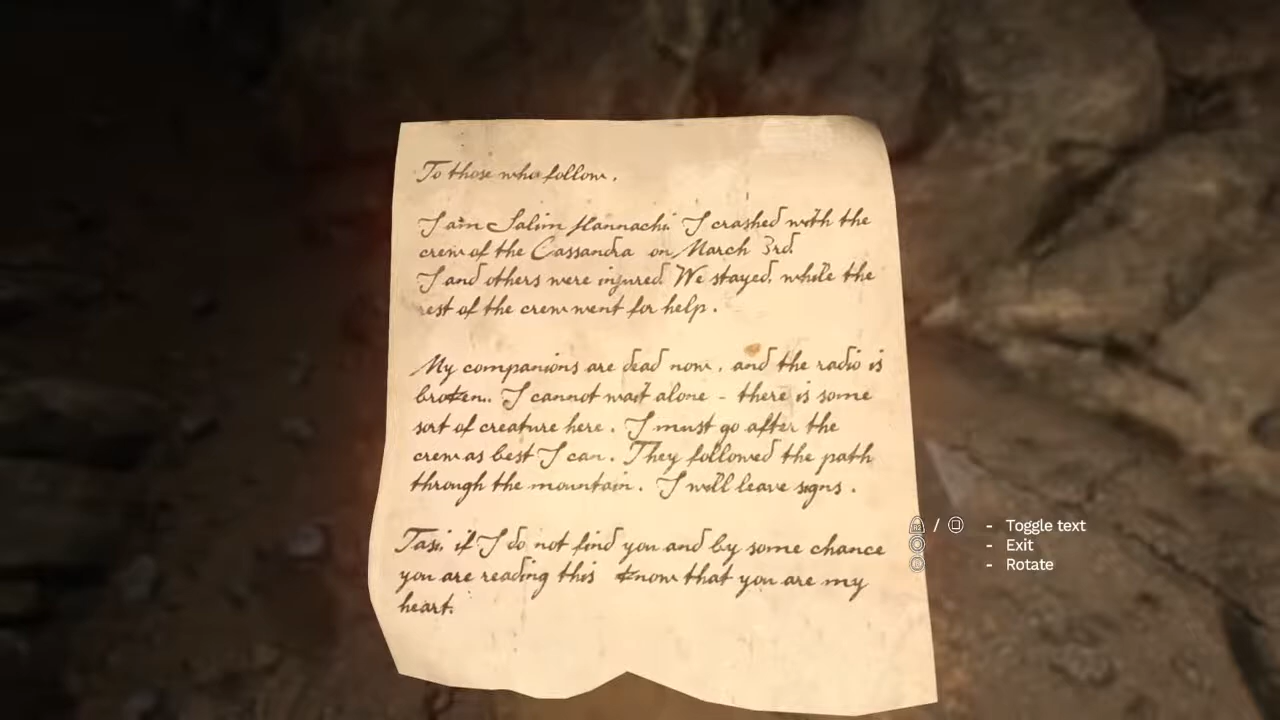 To those who follow,
I am Salim Hannachi. I crashed with the
crew of the Cassandra on March 3rd.
I and others were injured. We stayed, while the
rest of the crew went for help.
My companions are dead now, and the radio is
broken. I cannot wait alone - there is some
sort of creature here. I must go after the
crew as best I can. They followed the path
through the mountain. I will leave signs.
Tasi, if I do not find you and by some chance
you are reading this know that you are my
heart.
R2 / - Toggle text
- Exit
- Rotate